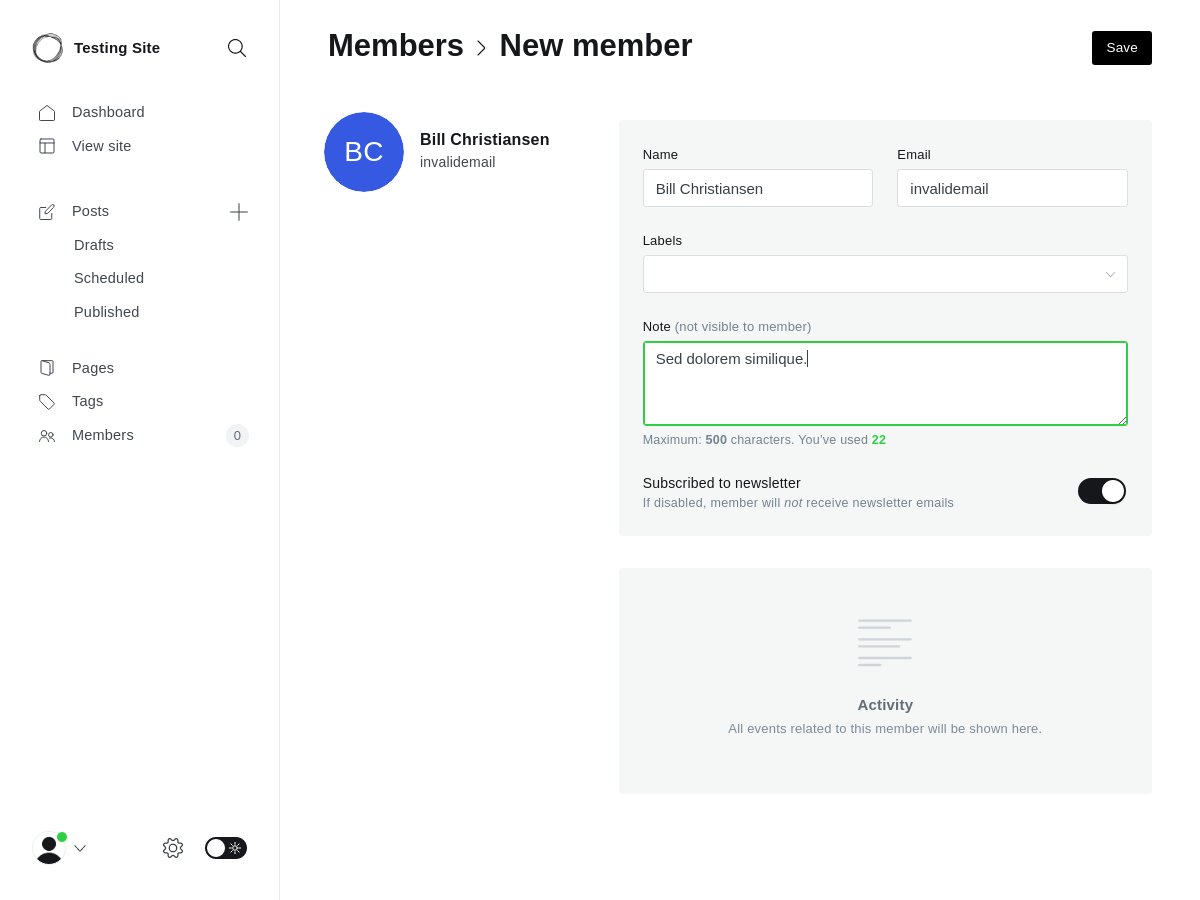 Testing Site
Dashboard
View site
Posts
Drafts
Scheduled
Published
Pages
Tags
Members 0
Members > New member
Save
BC
Bill Christiansen
invalidemail
Name
Email
Bill Christiansen
invalidemail
Labels
Note (not visible to member)
Sed dolorem similique.
Maximum: 500 characters. You've used 22
Subscribed to newsletter
If disabled, member will not receive newsletter emails
Activity
All events related to this member will be shown here.